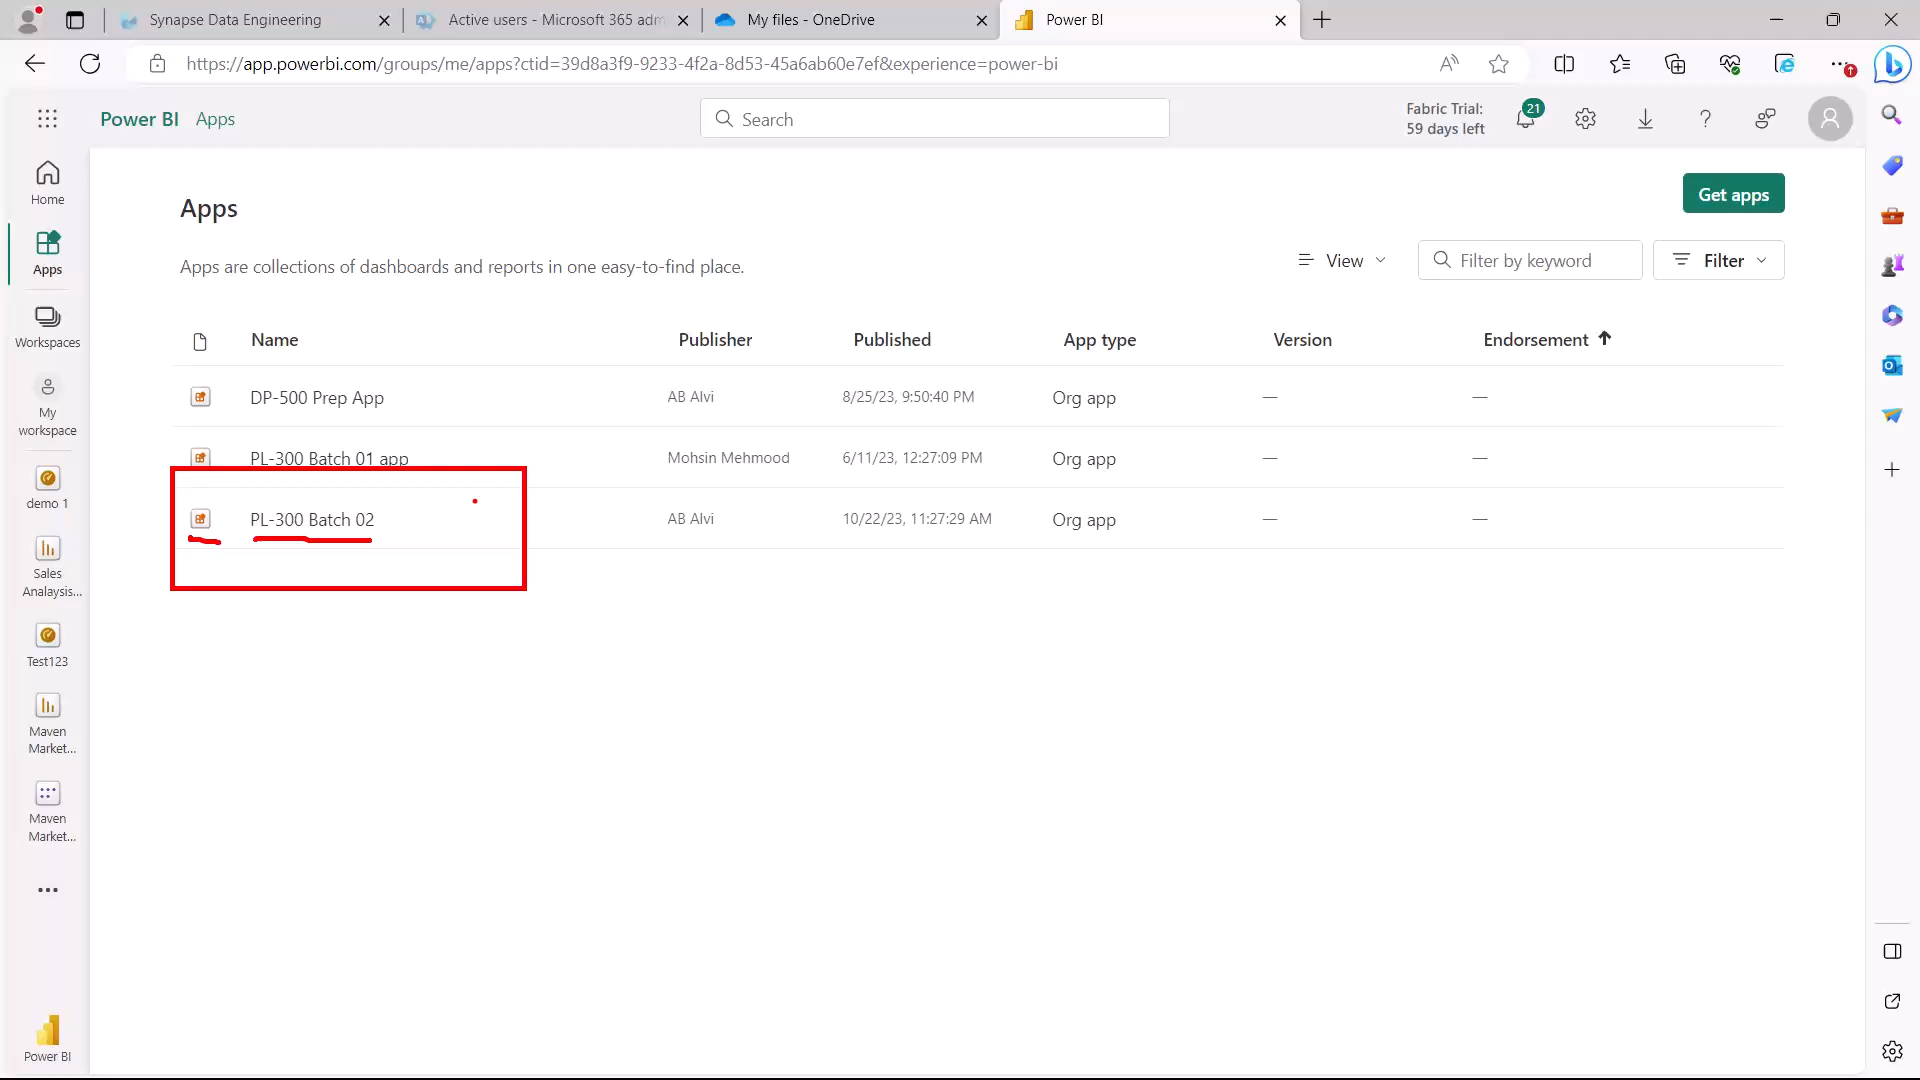 Synapse Data Engineering
Active users - Microsoft 365 adm
My files - OneDrive
Power BI
https://app.powerbi.com/groups/me/apps?ctid=39d8a3f9-9233-4f2a-8d53-45a6ab60e7ef&experience=power-bi
Power BI Apps
Search
Fabric Trial:
59 days left
21
Home
Apps
Workspaces
My
workspace
demo 1
Sales
Analaysis...
Test123
Maven
Market...
Maven
Market...
Power BI
Apps
Get apps
Apps are collections of dashboards and reports in one easy-to-find place.
View
Filter by keyword
Filter
Name Publisher Published App type Version Endorsement
DP-500 Prep App AB Alvi 8/25/23, 9:50:40 PM Org app — —
PL-300 Batch 01 app Mohsin Mehmood 6/11/23, 12:27:09 PM Org app — —
PL-300 Batch 02 AB Alvi 10/22/23, 11:27:29 AM Org app — —